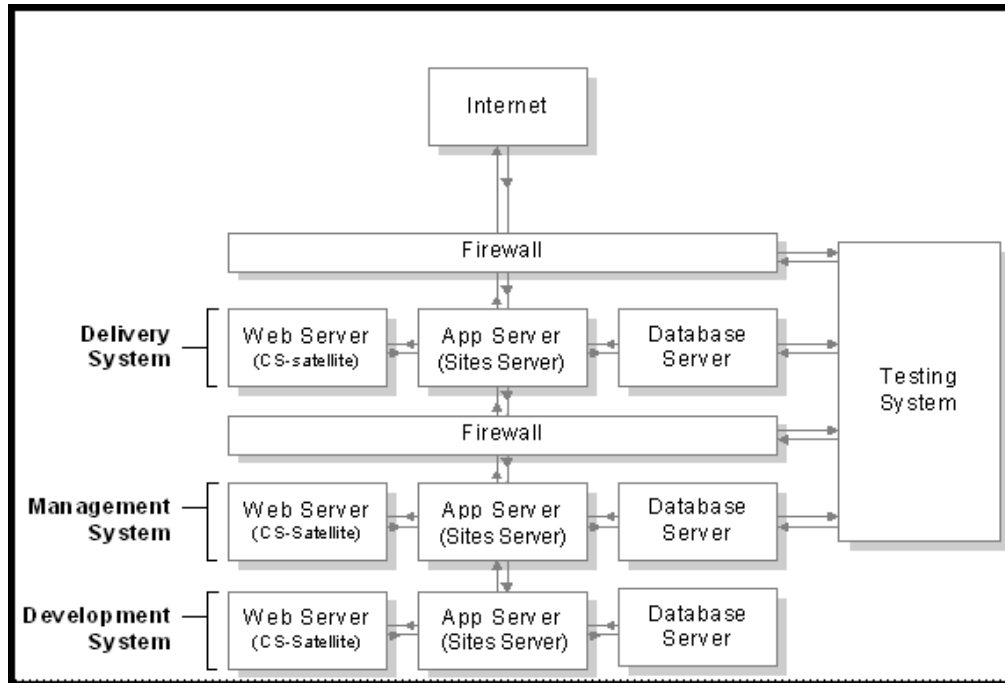 Internet
Firewall
Delivery
System
Web Server
(CS-satellite)
App Server
(Sites Server)
Database
Server
Testing
System
Firewall
Management
System
Web Server
(CS-Satellite)
App Server
(Sites Server)
Database
Server
Development
System
Web Server
(CS-Satellite)
App Server
(Sites Server)
Database
Server